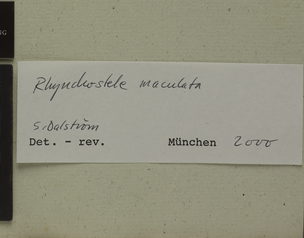 Rhynchostele maculata
S. Dalström
Det. - rev. München 2000